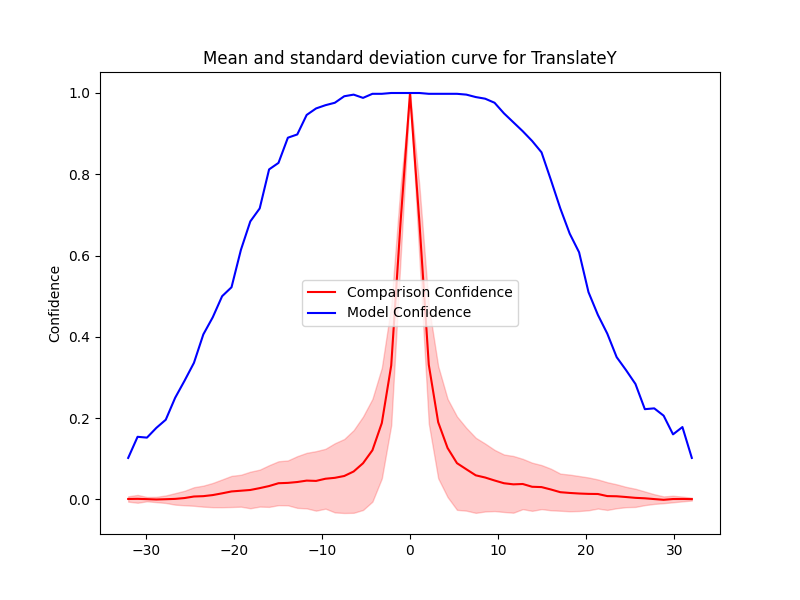 Mean and standard deviation curve for TranslateY
1.0
0.8
0.6
0.4
0.2
0.0
Confidence
Comparison Confidence
Model Confidence
−30 −20 −10 0 10 20 30